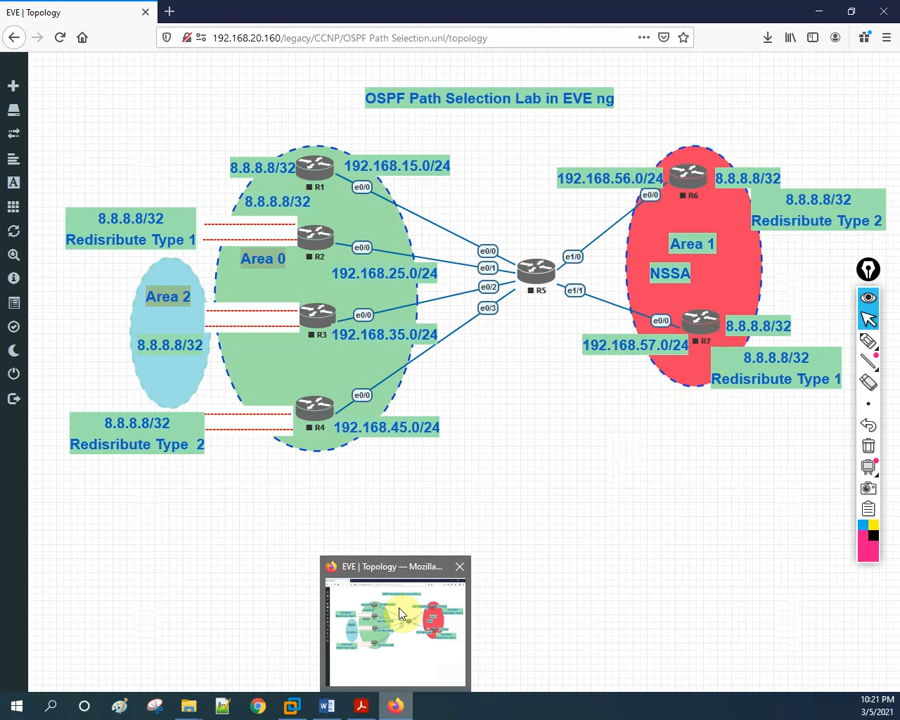 EVE | Topology
192.168.20.160/legacy/CCNP/OSPF Path Selection.unl/topology
OSPF Path Selection Lab in EVE ng
8.8.8.8/32
192.168.15.0/24
e0/0
R1
8.8.8.8/32
8.8.8.8/32
Redisribute Type 1
R2
e0/0
Area 0
192.168.25.0/24
Area 2
8.8.8.8/32
R3
e0/0
192.168.35.0/24
8.8.8.8/32
Redisribute Type 2
R4
e0/0
192.168.45.0/24
e0/0
e0/1
e0/2
e0/3
R5
e1/0
e1/1
192.168.56.0/24
e0/0
R6
8.8.8.8/32
8.8.8.8/32
Redisribute Type 2
Area 1
NSSA
e0/0
R7
8.8.8.8/32
192.168.57.0/24
8.8.8.8/32
Redisribute Type 1
EVE | Topology — Mozilla...
10:21 PM
3/5/2021